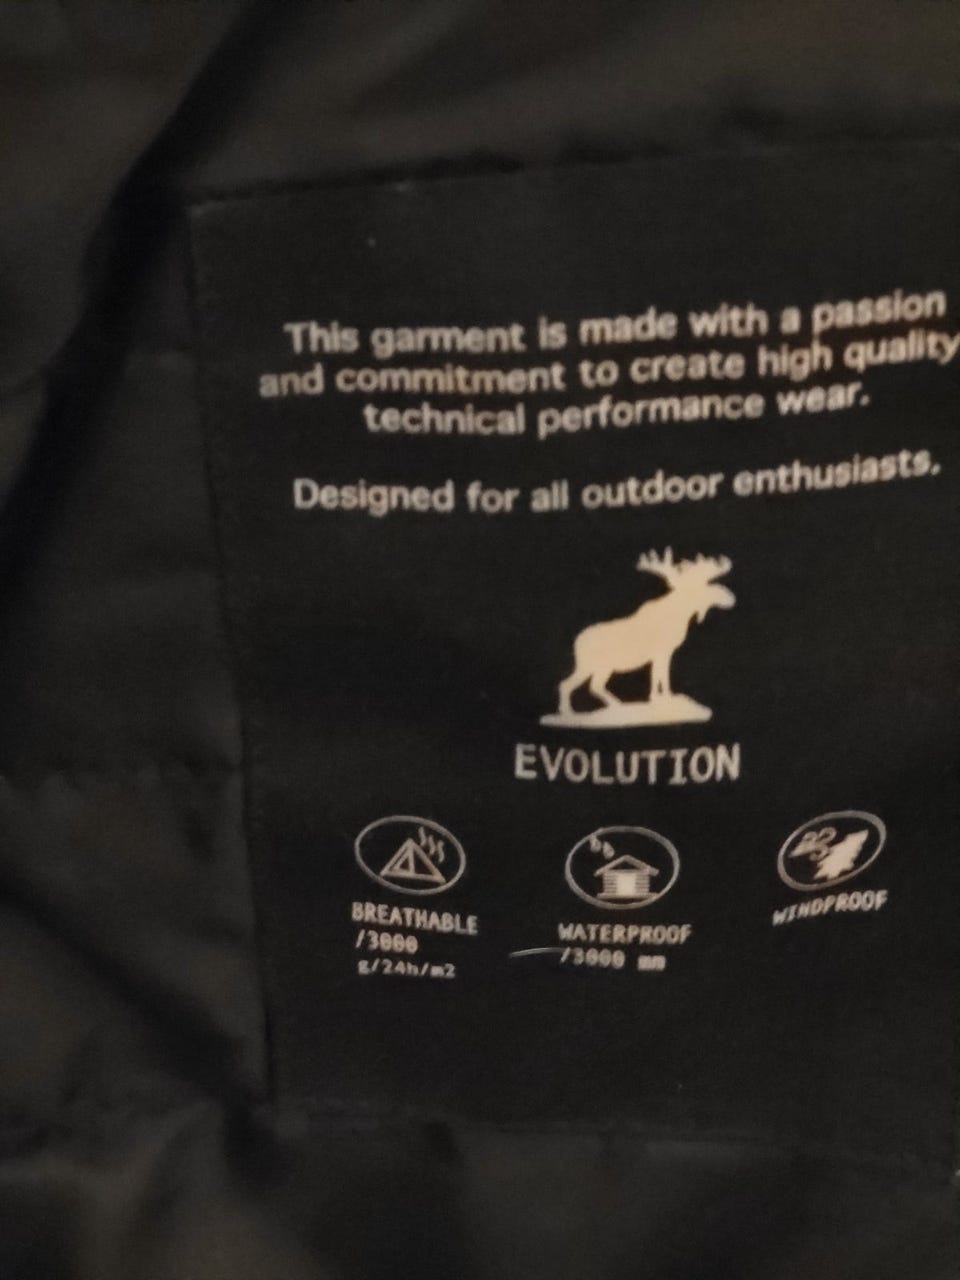 This garment is made with a passion
and commitment to create high quality
technical performance wear.
Designed for all outdoor enthusiasts.
EVOLUTION
BREATHABLE
/3000
g/24h/m2
WATERPROOF
/3000 mm
WINDPROOF